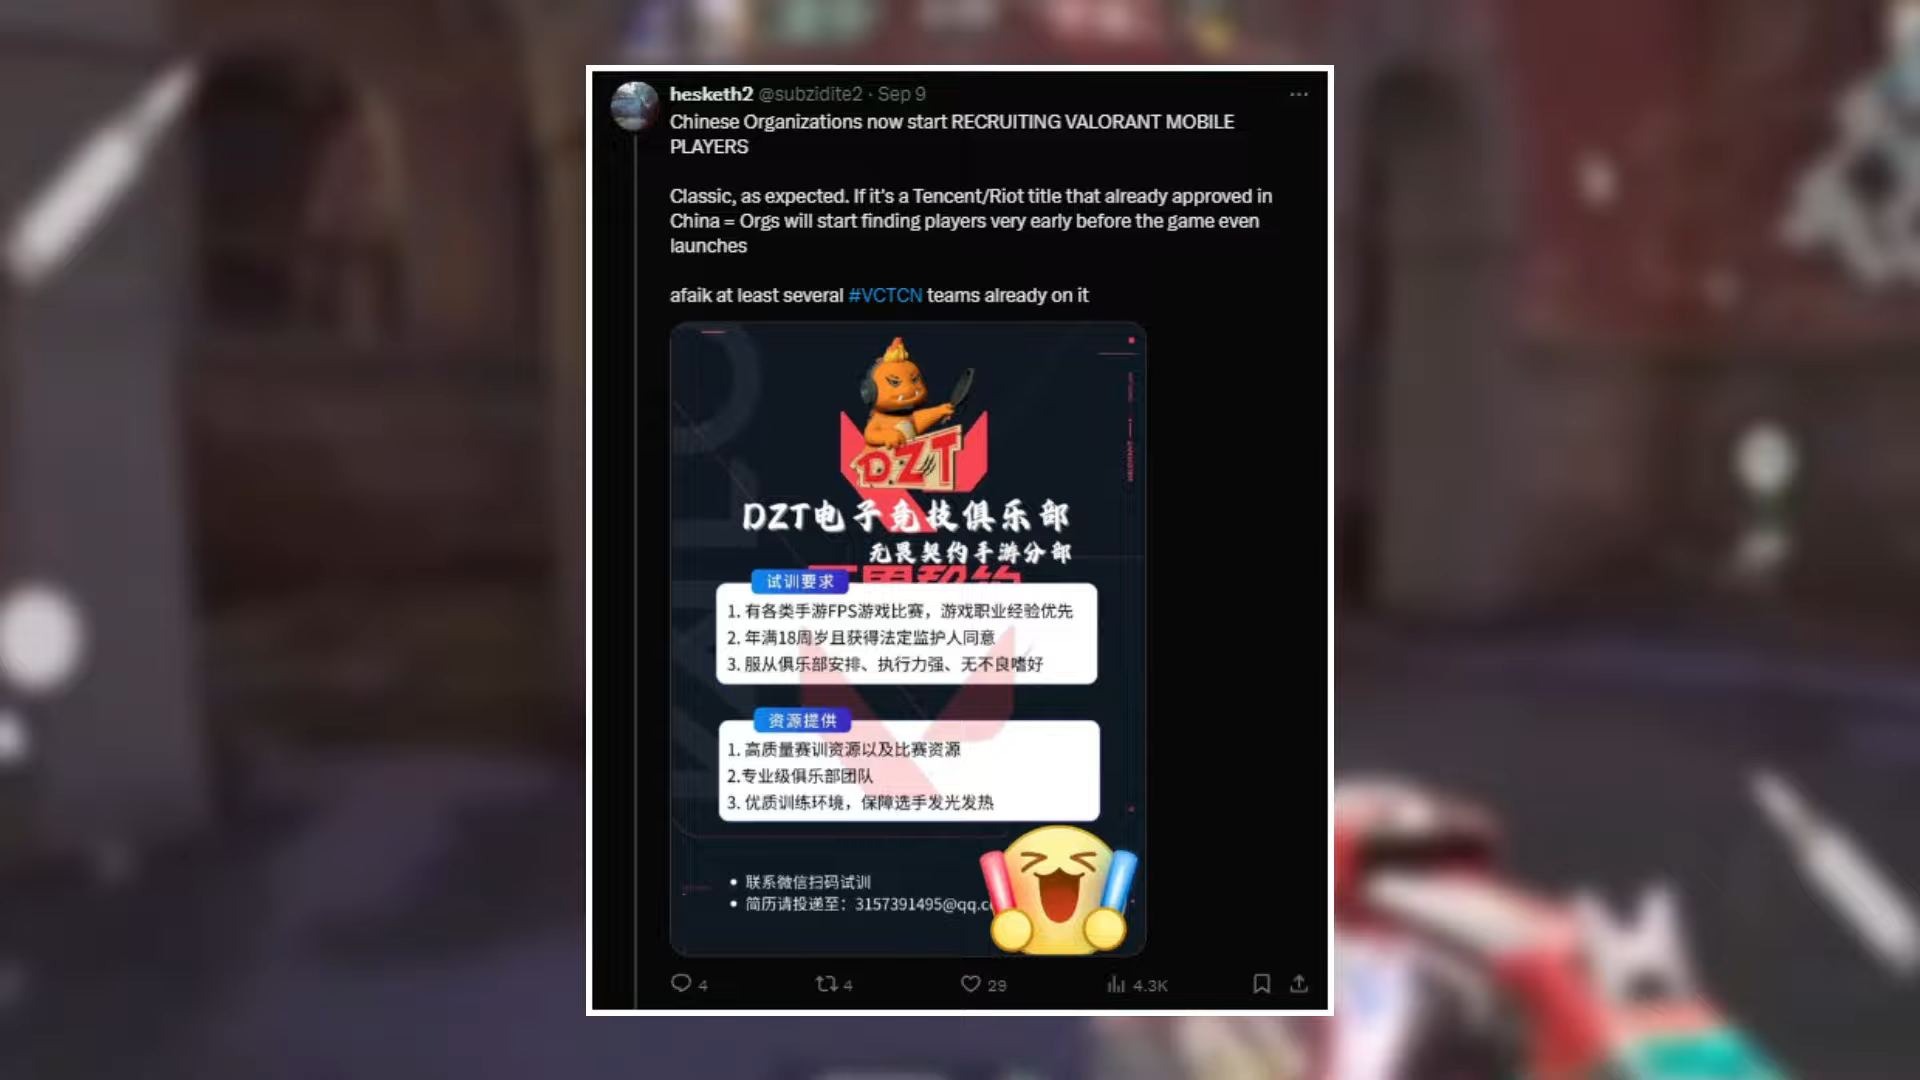 hesketh2 @subzidite2 · Sep 9
Chinese Organizations now start RECRUITING VALORANT MOBILE
PLAYERS
Classic, as expected. If it's a Tencent/Riot title that already approved in
China = Orgs will start finding players very early before the game even
launches
afaik at least several #VCTCN teams already on it
DZT
DZT电子竞技俱乐部
无畏契约手游分部
试训要求
1. 有各类手游FPS游戏比赛，游戏职业经验优先
2. 年满18周岁且获得法定监护人同意
3. 服从俱乐部安排、执行力强、无不良嗜好
资源提供
1. 高质量赛训资源以及比赛资源
2.专业级俱乐部团队
3. 优质训练环境，保障选手发光发热
• 联系微信扫码试训
• 简历请投递至：3157391495@qq.c
4 4 29 4.3K